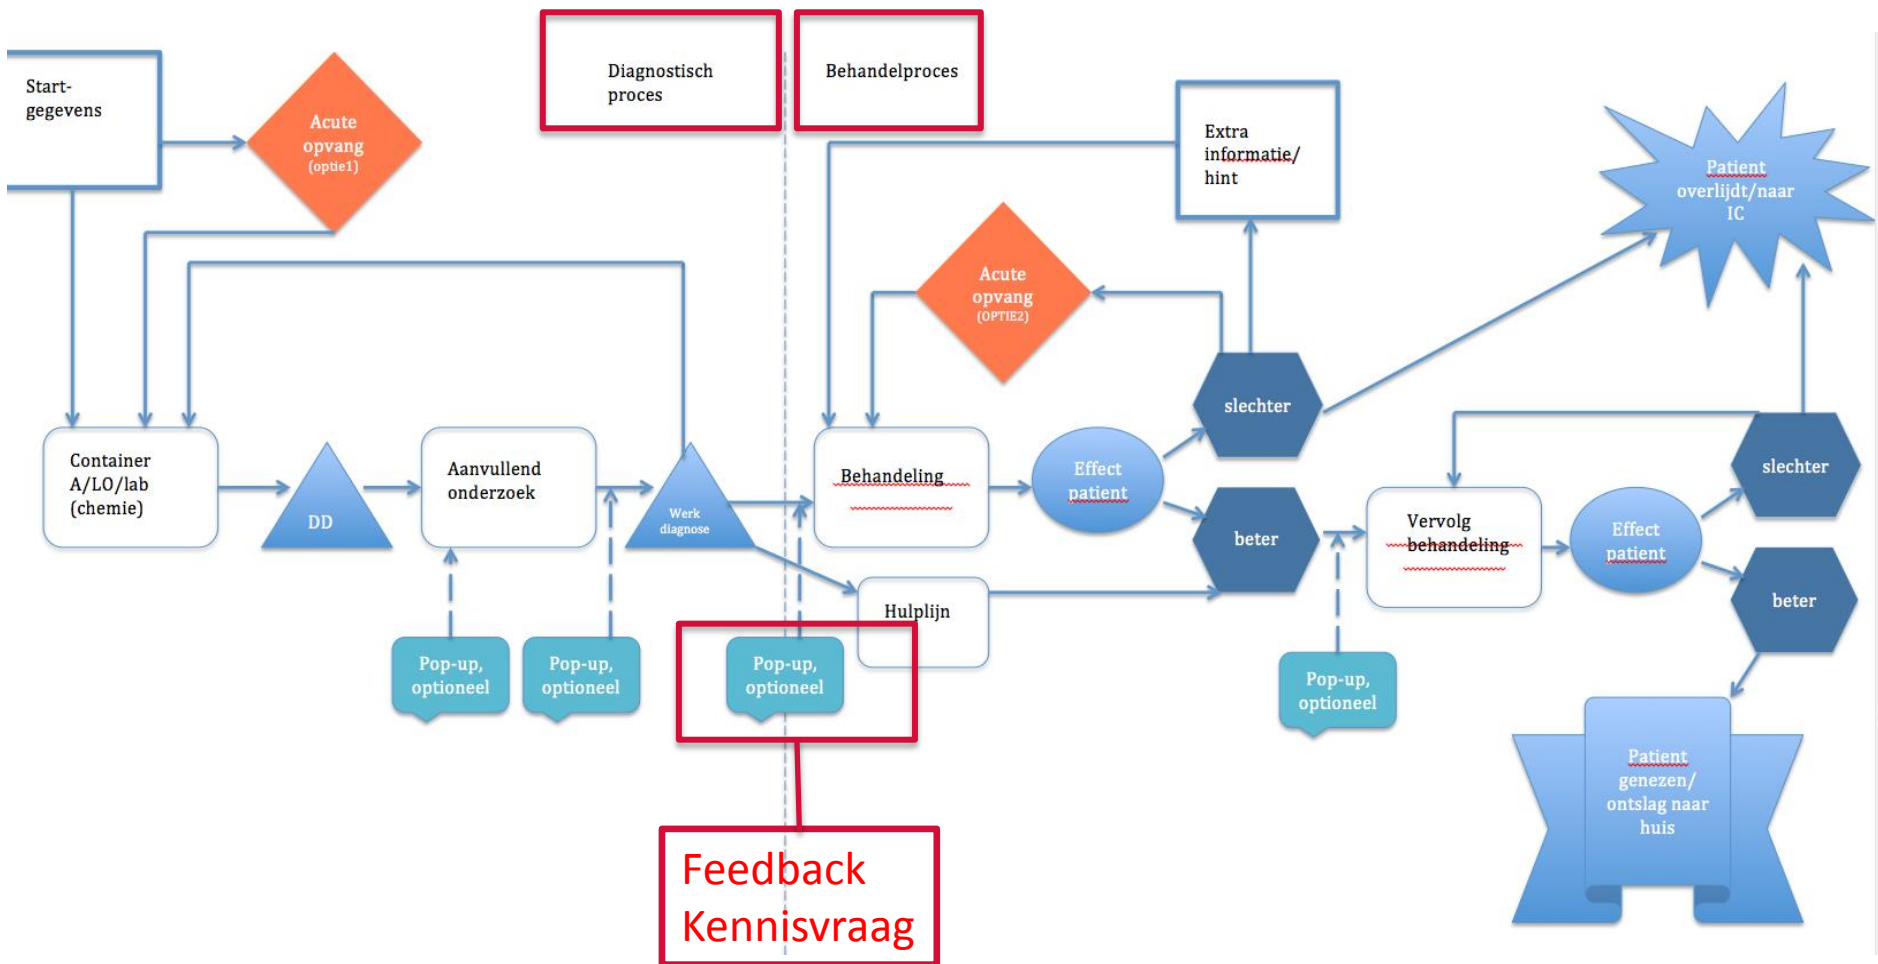 Start-
gegevens
Acute
opvang
(optie1)
Diagnostisch
proces
Behandelproces
Extra
informatie/
hint
Patient
overlijdt/naar
IC
Acute
opvang
(OPTIE2)
slechter
Container
A/LO/lab
(chemie)
DD
Aanvullend
onderzoek
Werk
diagnose
Behandeling
Effect
patient
beter
Hulplijn
Vervolg
behandeling
Effect
patient
slechter
beter
Pop-up,
optioneel
Pop-up,
optioneel
Pop-up,
optioneel
Pop-up,
optioneel
Patient
genezen/
ontslag naar
huis
Feedback
Kennisvraag